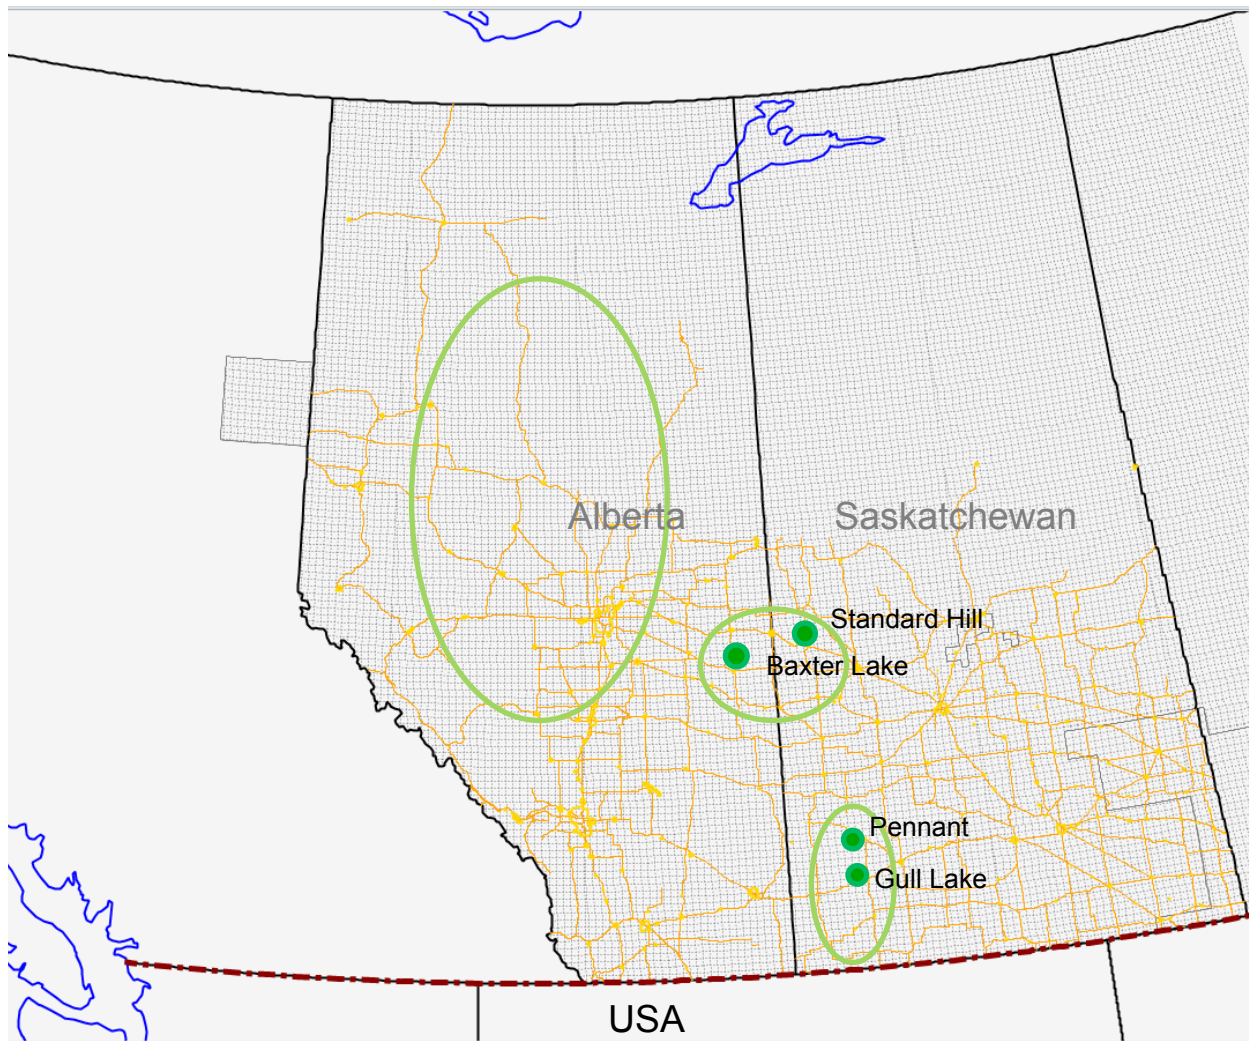 Alberta
Saskatchewan
Standard Hill
Baxter Lake
Pennant
Gull Lake
USA